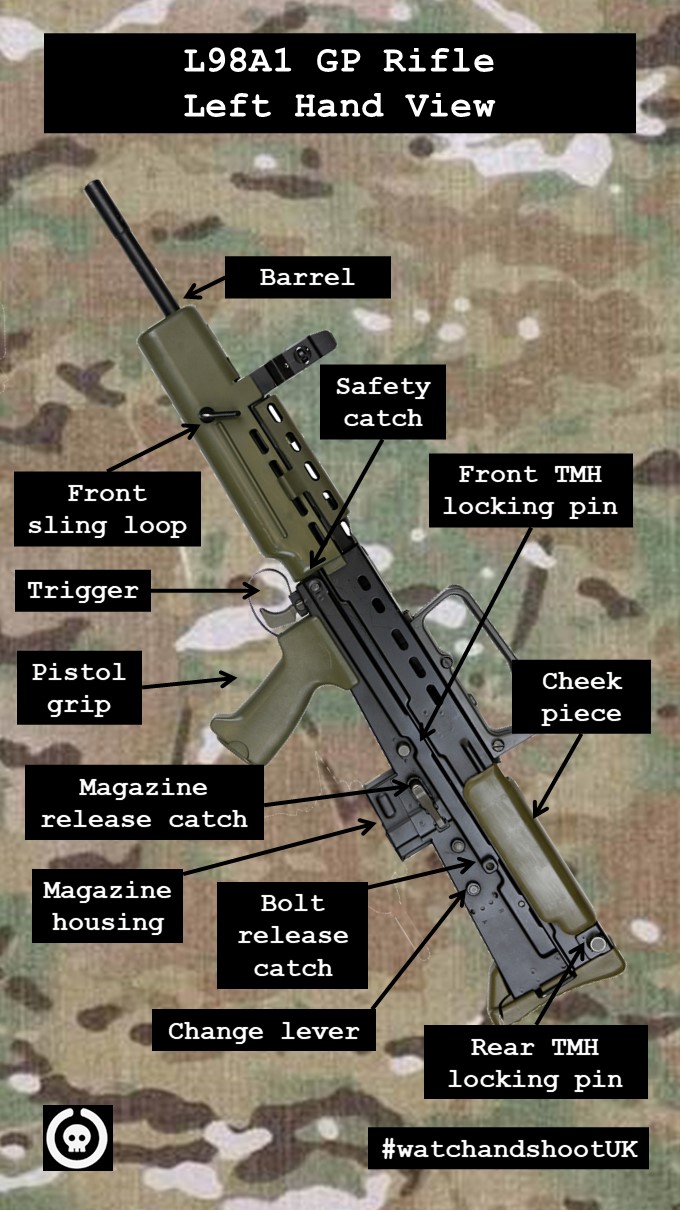 L98A1 GP Rifle
Left Hand View
Barrel
Safety
catch
Front TMH
locking pin
Front
sling loop
Trigger
Pistol
grip
Cheek
piece
Magazine
release catch
Magazine
housing
Bolt
release
catch
Change lever
Rear TMH
locking pin
#watchandshootUK